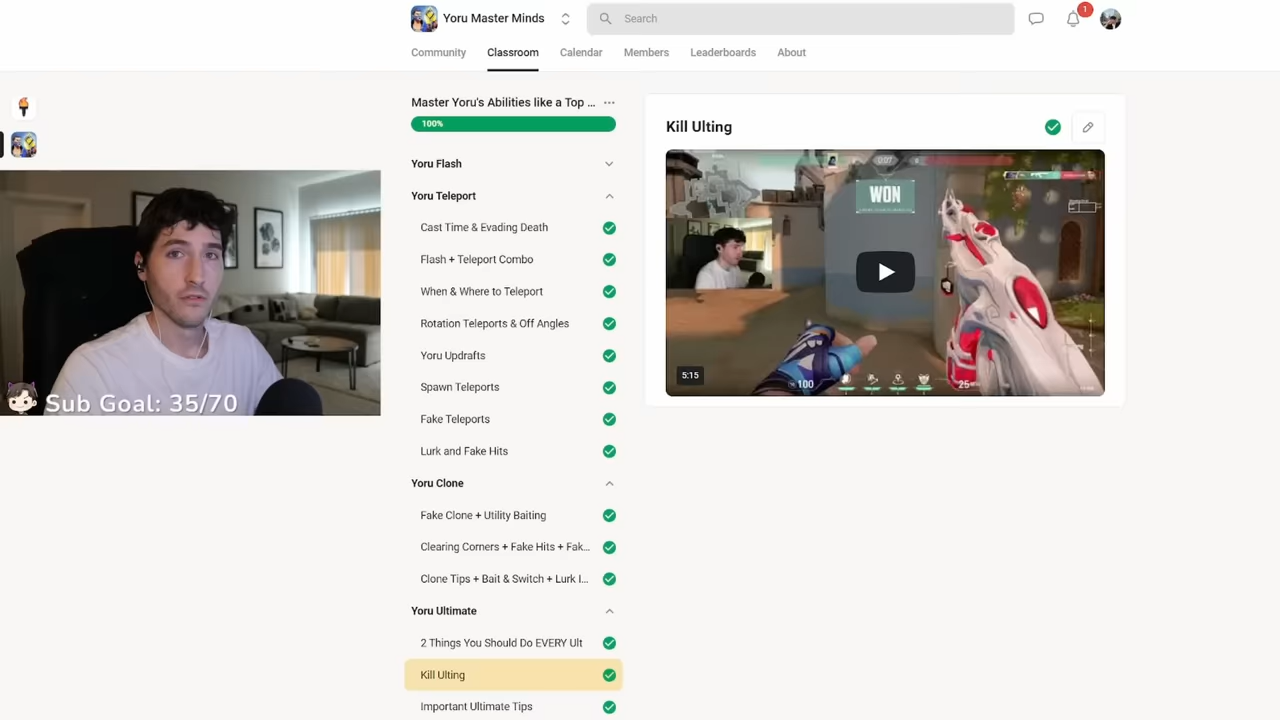 Yoru Master Minds
Search
1
Community
Classroom
Calendar
Members
Leaderboards
About
Master Yoru's Abilities like a Top ...
100%
Yoru Flash
Yoru Teleport
Cast Time & Evading Death
Flash + Teleport Combo
When & Where to Teleport
Rotation Teleports & Off Angles
Yoru Updrafts
Spawn Teleports
Fake Teleports
Lurk and Fake Hits
Yoru Clone
Fake Clone + Utility Baiting
Clearing Corners + Fake Hits + Fak...
Clone Tips + Bait & Switch + Lurk I...
Yoru Ultimate
2 Things You Should Do EVERY Ult
Kill Ulting
Important Ultimate Tips
Kill Ulting
0:07
WON
5:15
100
25
Sub Goal: 35/70